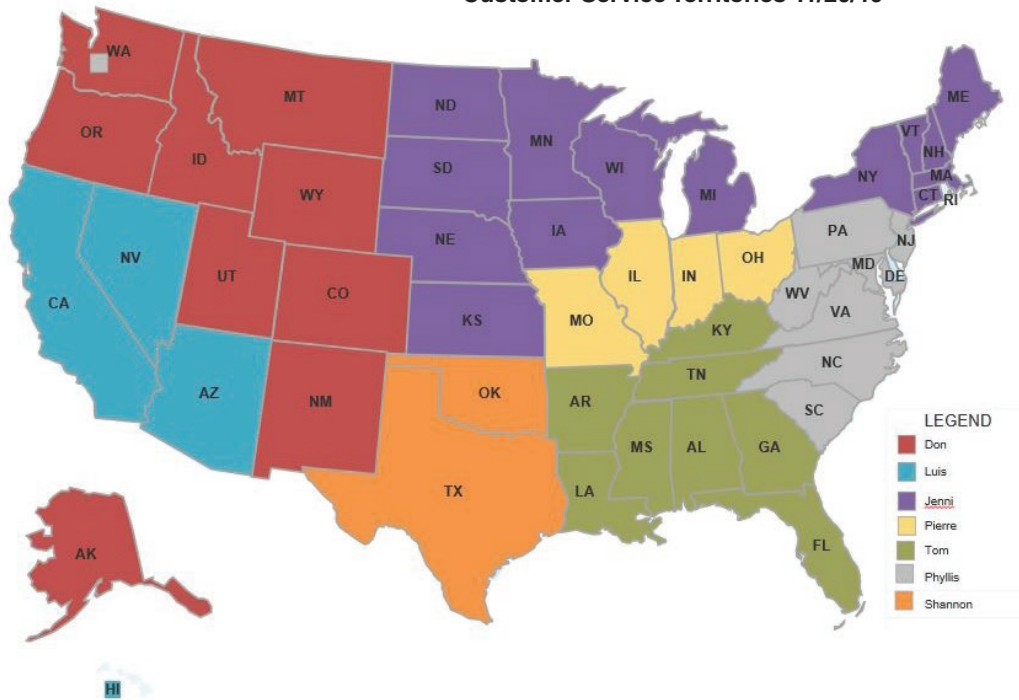 Customer Service Territories
WA
MT
ND
MN
ME
OR
ID
SD
WI
MI
VT
NH
NY
MA
CT
RI
WY
NE
IA
PA
NJ
NV
UT
CO
IL
IN
OH
MD
DE
WV
VA
CA
KS
MO
KY
NC
AZ
NM
OK
AR
TN
SC
TX
LA
MS
AL
GA
FL
AK
HI
LEGEND
Don
Luis
Jenni
Pierre
Tom
Phyllis
Shannon